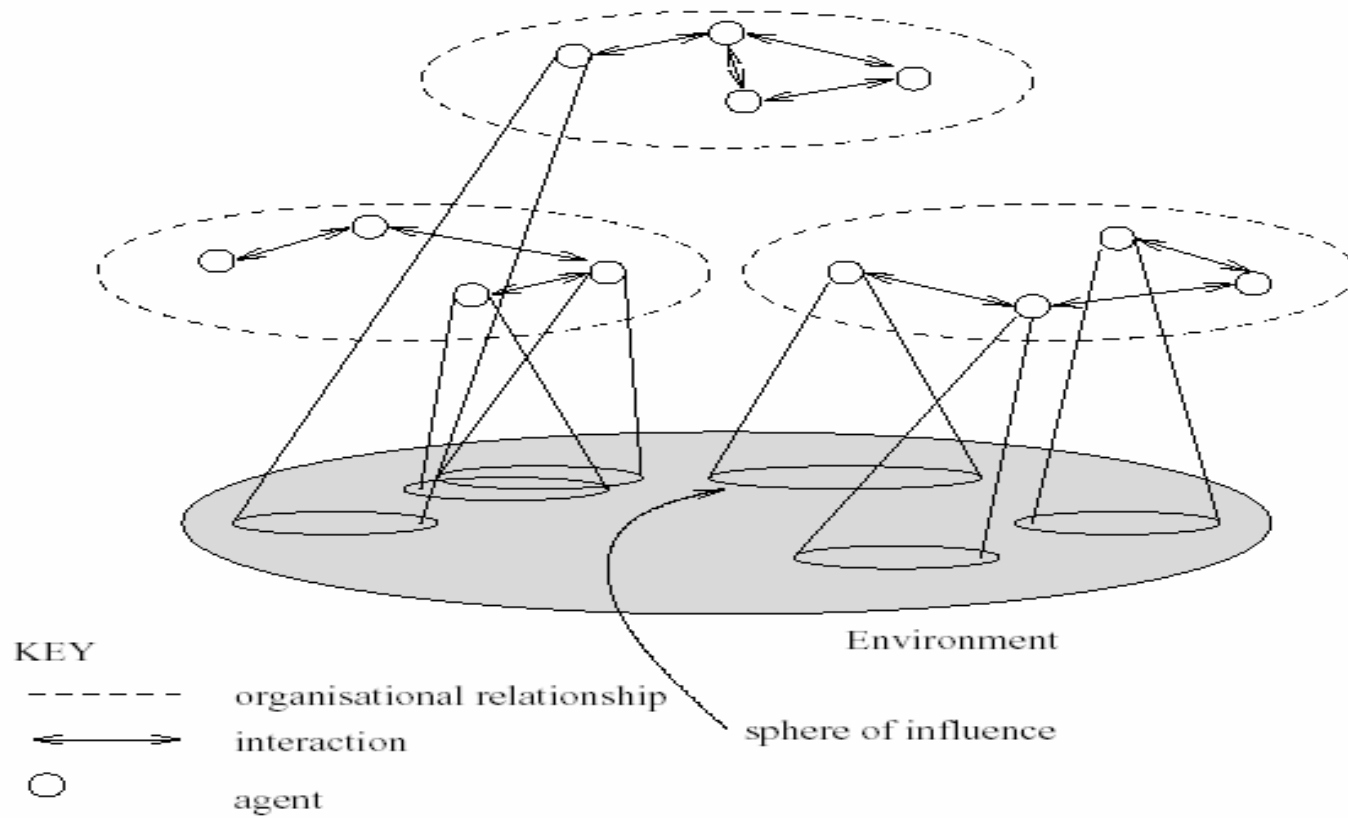 Environment
KEY
organisational relationship
sphere of influence
interaction
agent